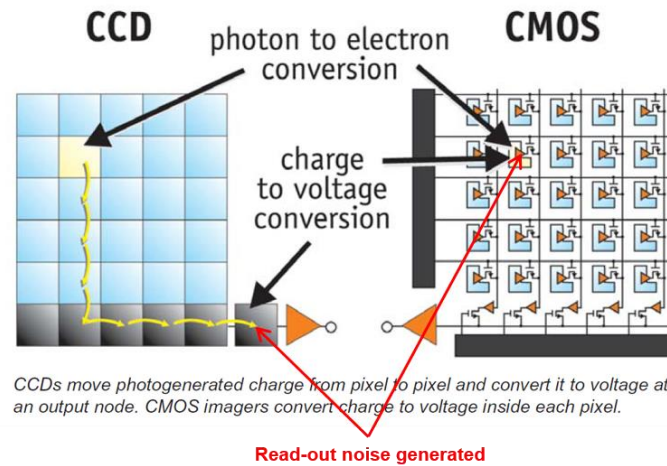 CCD
CMOS
photon to electron
conversion
charge
to voltage
conversion
CCDs move photogenerated charge from pixel to pixel and convert it to voltage at
an output node. CMOS imagers convert charge to voltage inside each pixel.
Read-out noise generated